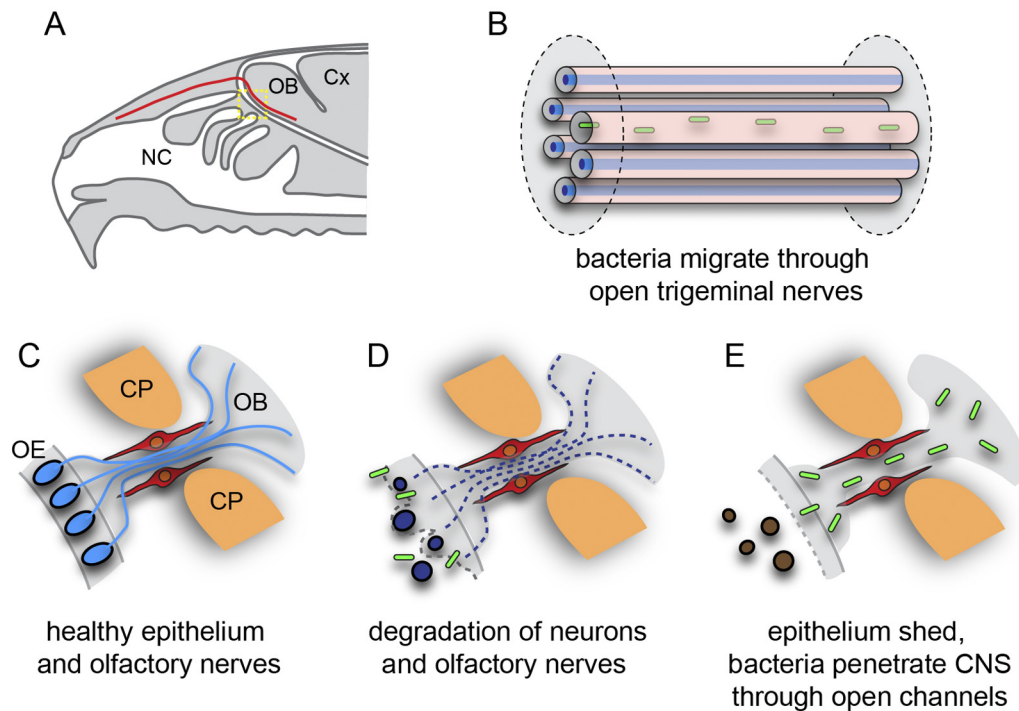 A
OB
Cx
NC
B
bacteria migrate through
open trigeminal nerves
C
CP
OB
OE
CP
healthy epithelium
and olfactory nerves
D
degradation of neurons
and olfactory nerves
E
epithelium shed,
bacteria penetrate CNS
through open channels